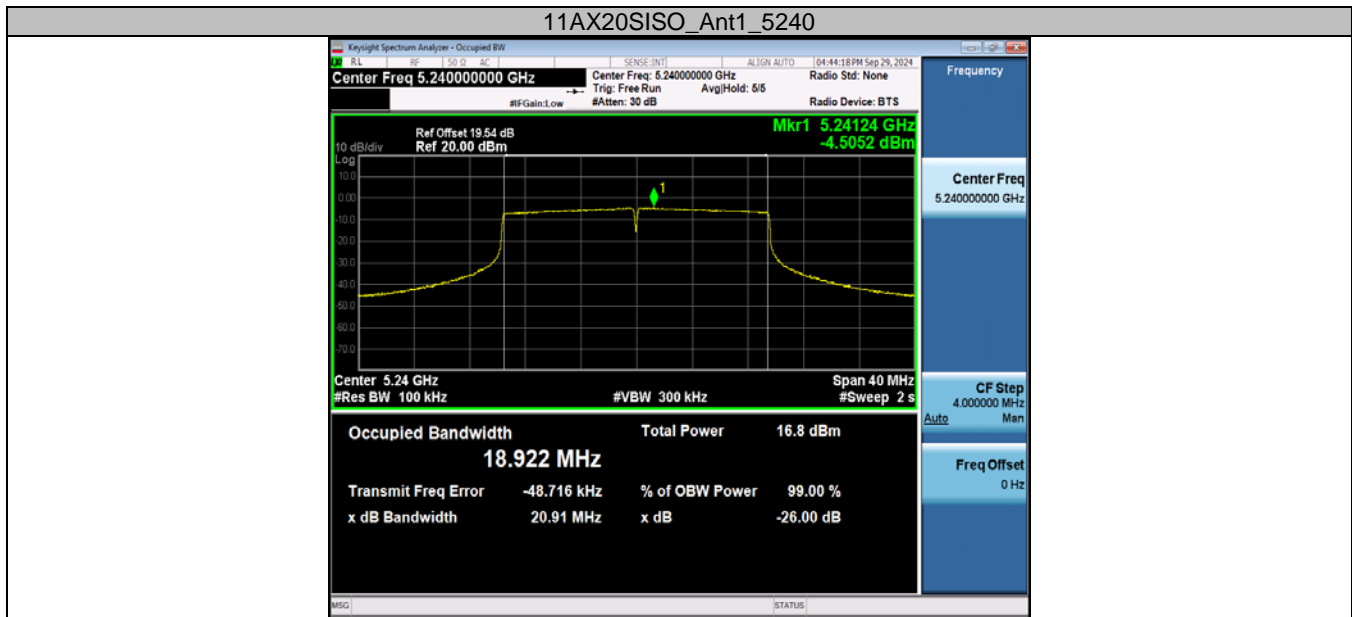 11AX20SISO_Ant1_5240
Keysight Spectrum Analyzer - Occupied BW
RL RF 50 Ω AC SENSE:INT ALIGN AUTO 04:44:18 PM Sep 29, 2024
Center Freq 5.240000000 GHz
Center Freq: 5.240000000 GHz
Radio Std: None
Trig: Free Run Avg|Hold: 5/5
#IFGain:Low #Atten: 30 dB Radio Device: BTS
Frequency
Mkr1 5.24124 GHz
-4.5052 dBm
Ref Offset 19.54 dB
10 dB/div Ref 20.00 dBm
Log
10.0
0.00
-10.0
-20.0
-30.0
-40.0
-50.0
-60.0
-70.0
1
Center 5.24 GHz Span 40 MHz
#Res BW 100 kHz #VBW 300 kHz #Sweep 2 s
Center Freq
5.240000000 GHz
CF Step
4.000000 MHz
Auto Man
Freq Offset
0 Hz
Occupied Bandwidth Total Power 16.8 dBm
18.922 MHz
Transmit Freq Error -48.716 kHz % of OBW Power 99.00 %
x dB Bandwidth 20.91 MHz x dB -26.00 dB
MSG STATUS